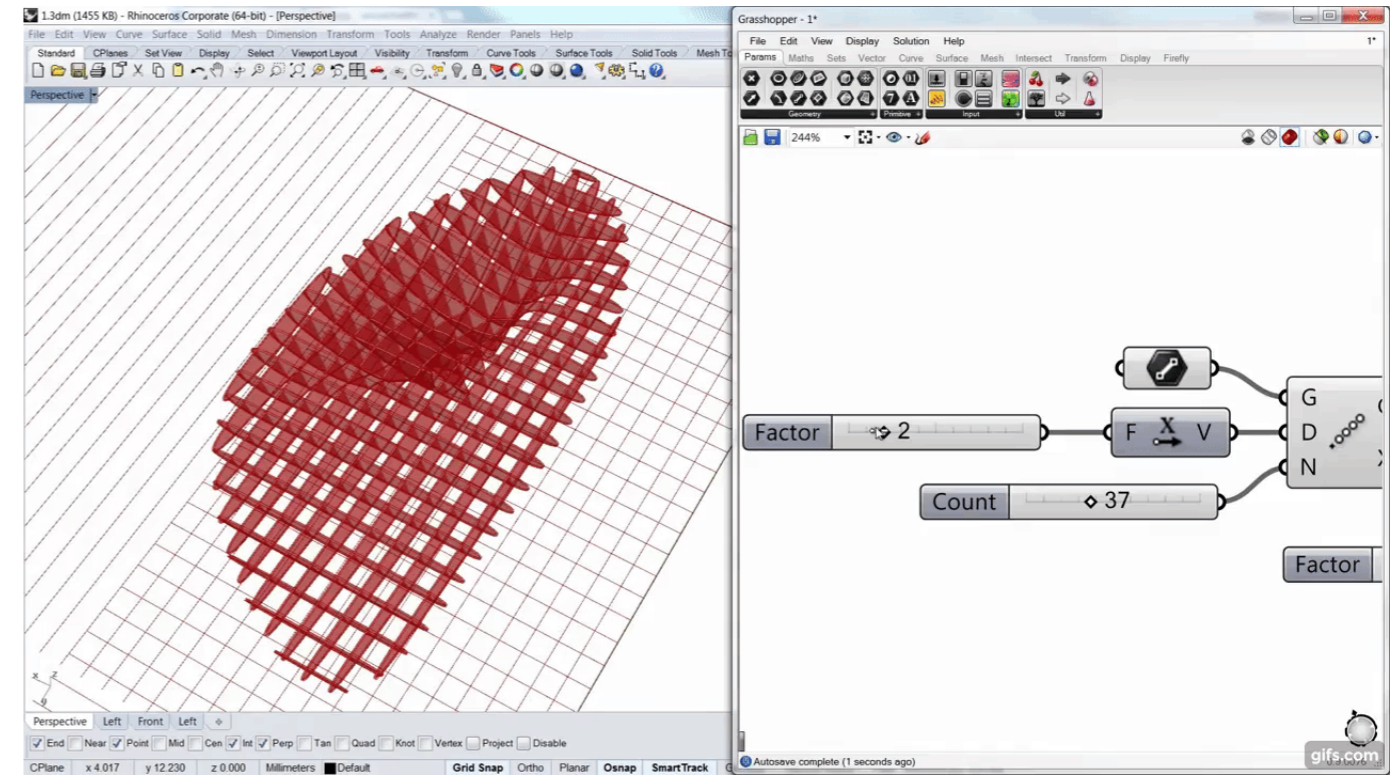 1.3dm (1455 KB) - Rhinoceros Corporate (64-bit) - [Perspective]
File Edit View Curve Surface Solid Mesh Dimension Transform Tools Analyze Render Panels Help
Standard CPlanes Set View Display Select Viewport Layout Visibility Transform Curve Tools Surface Tools Solid Tools Mesh To
Perspective
x z
Perspective Left Front Left
End Near Point Mid Cen Int Perp Tan Quad Knot Vertex Project Disable
CPlane x 4.017 y 12.230 z 0.000 Millimeters Default Grid Snap Ortho Planar Osnap SmartTrack
Grasshopper - 1*
File Edit View Display Solution Help 1*
Params Maths Sets Vector Curve Surface Mesh Intersect Transform Display Firefly
Geometry + Primitive + Input + Util +
244%
G
Factor 2 F X V D
N
Count 37
Factor
Autosave complete (1 seconds ago)
gifs.com